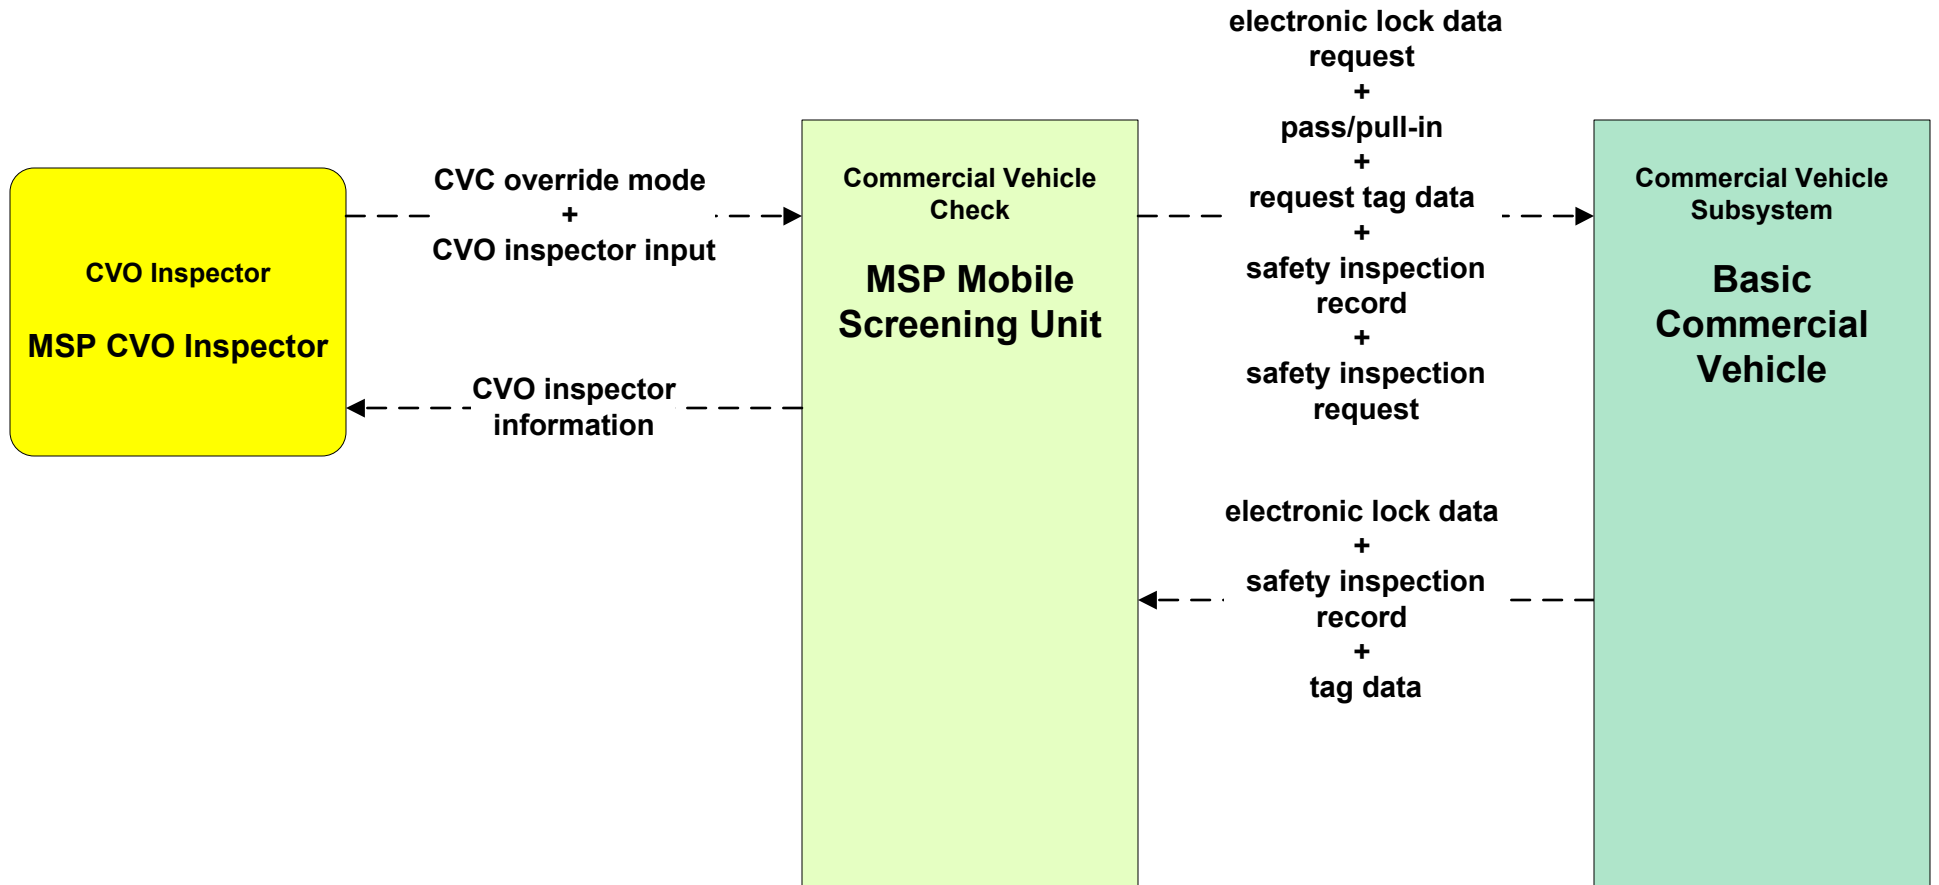 CVO Inspector
MSP CVO Inspector
CVC override mode
+
CVO inspector input
CVO inspector
information
Commercial Vehicle
Check
MSP Mobile
Screening Unit
electronic lock data
request
+
pass/pull-in
+
request tag data
+
safety inspection
record
+
safety inspection
request
electronic lock data
+
safety inspection
record
+
tag data
Commercial Vehicle
Subsystem
Basic
Commercial
Vehicle